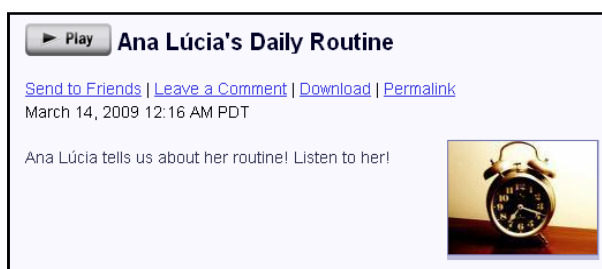 ► Play Ana Lúcia's Daily Routine
Send to Friends | Leave a Comment | Download | Permalink
March 14, 2009 12:16 AM PDT
Ana Lúcia tells us about her routine! Listen to her!